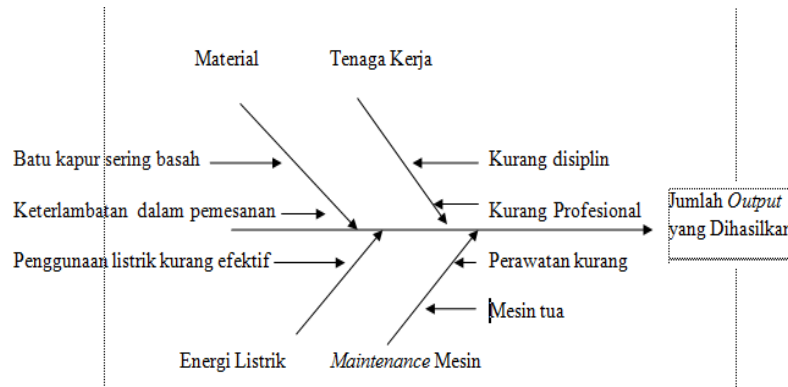 Material
Tenaga Kerja
Batu kapur sering basah
Kurang disiplin
Keterlambatan dalam pemesanan
Kurang Profesional
Jumlah Output
yang Dihasilkan
Penggunaan listrik kurang efektif
Perawatan kurang
Mesin tua
Energi Listrik
Maintenance Mesin